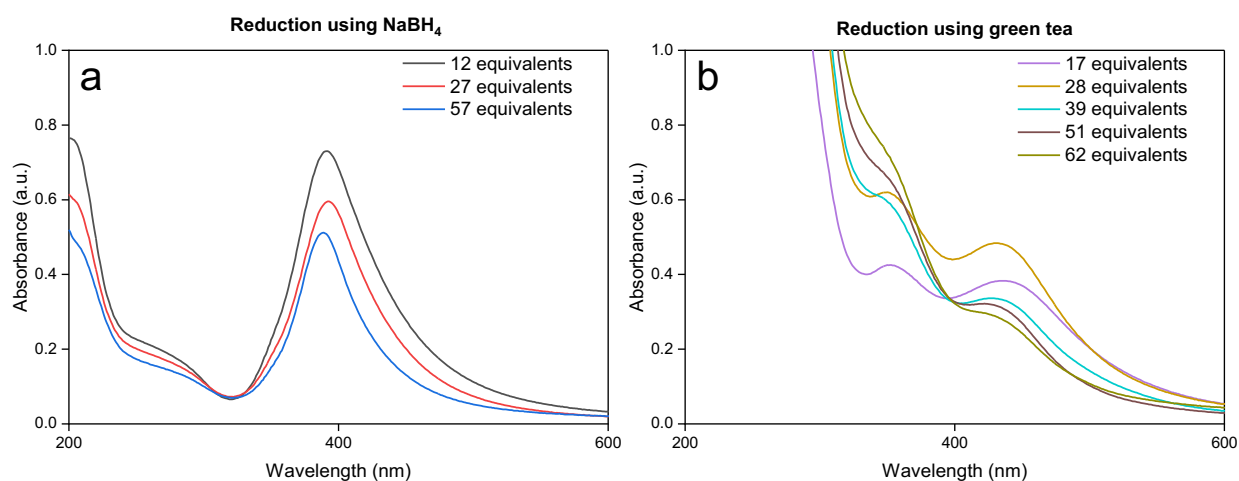 Reduction using NaBH₄
a
12 equivalents
27 equivalents
57 equivalents
1.0
0.8
0.6
0.4
0.2
0.0
Absorbance (a.u.)
200
400
600
Wavelength (nm)
Reduction using green tea
b
17 equivalents
28 equivalents
39 equivalents
51 equivalents
62 equivalents
1.0
0.8
0.6
0.4
0.2
0.0
Absorbance (a.u.)
200
400
600
Wavelength (nm)